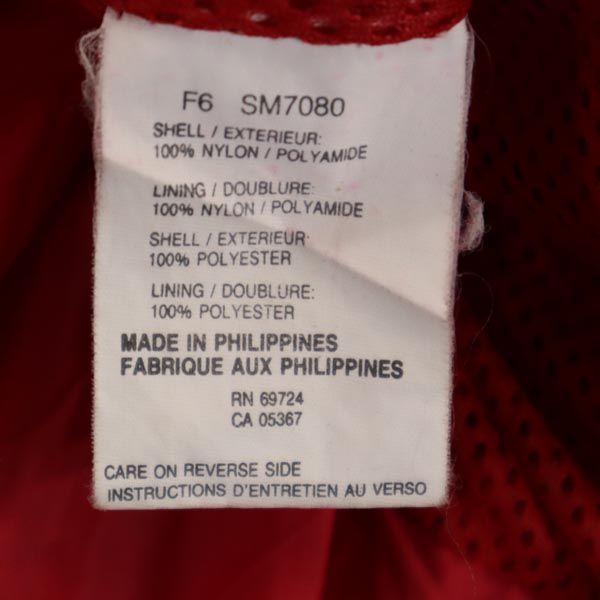 F6 SM7080
SHELL / EXTERIEUR:
100% NYLON / POLYAMIDE
LINING / DOUBLURE:
100% NYLON / POLYAMIDE
SHELL / EXTERIEUR:
100% POLYESTER
LINING / DOUBLURE:
100% POLYESTER
MADE IN PHILIPPINES
FABRIQUE AUX PHILIPPINES
RN 69724
CA 05367
CARE ON REVERSE SIDE
INSTRUCTIONS D'ENTRETIEN AU VERSO